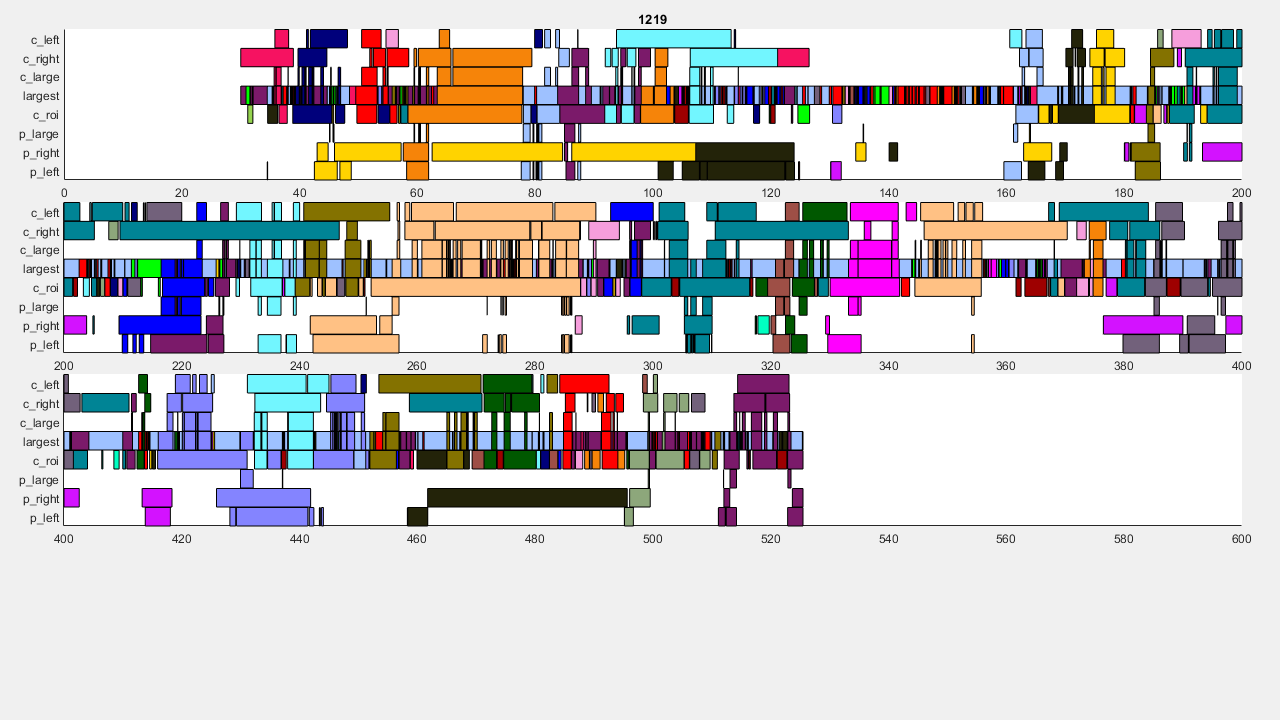 1219
c_left
c_right
c_large
largest
c_roi
p_large
p_right
p_left
0 20 40 60 80 100 120 140 160 180 200
c_left
c_right
c_large
largest
c_roi
p_large
p_right
p_left
200 220 240 260 280 300 320 340 360 380 400
c_left
c_right
c_large
largest
c_roi
p_large
p_right
p_left
400 420 440 460 480 500 520 540 560 580 600